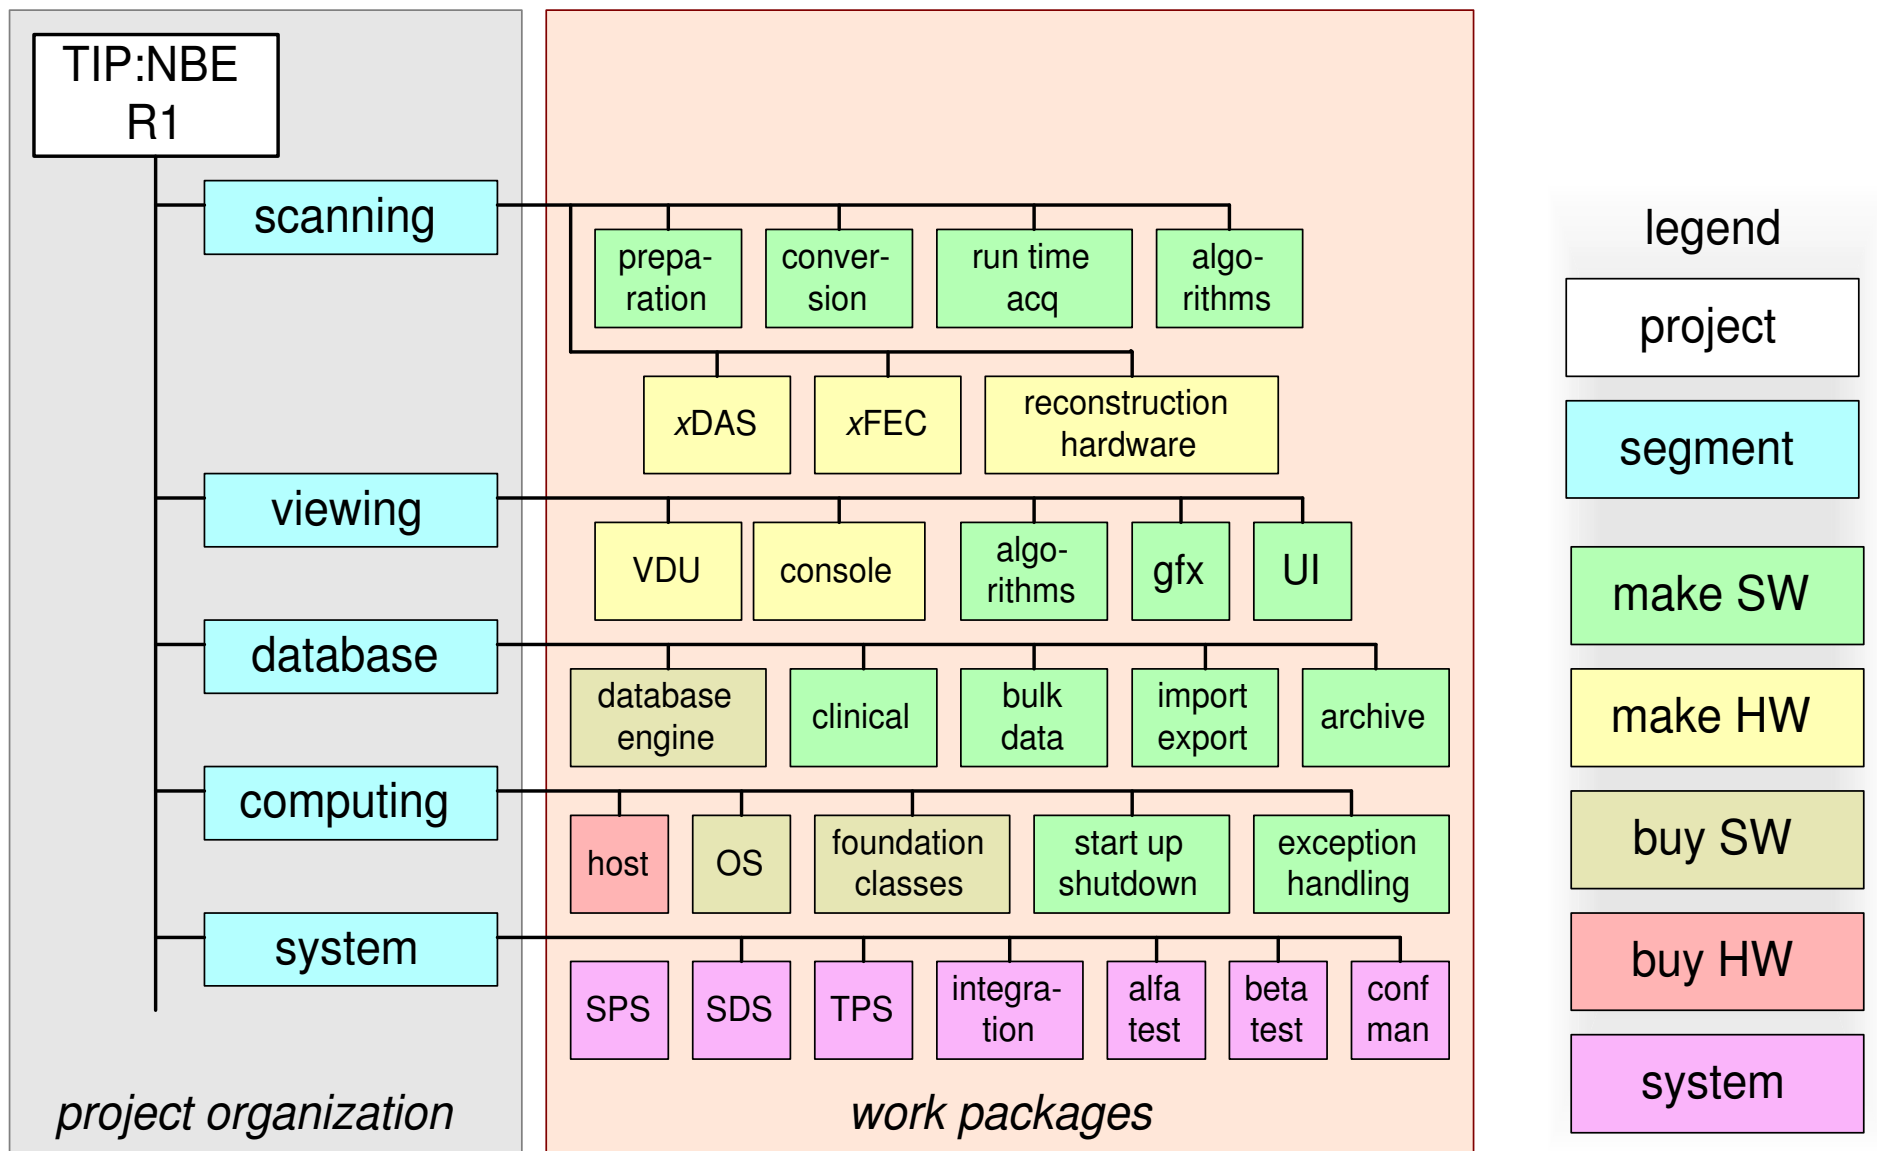 TIP:NBE
R1
scanning
prepa-
ration
conver-
sion
run time
acq
algo-
rithms
xDAS
xFEC
reconstruction
hardware
viewing
VDU
console
algo-
rithms
gfx
UI
database
database
engine
clinical
bulk
data
import
export
archive
computing
host
OS
foundation
classes
start up
shutdown
exception
handling
system
SPS
SDS
TPS
integra-
tion
alfa
test
beta
test
conf
man
project organization
work packages
legend
project
segment
make SW
make HW
buy SW
buy HW
system